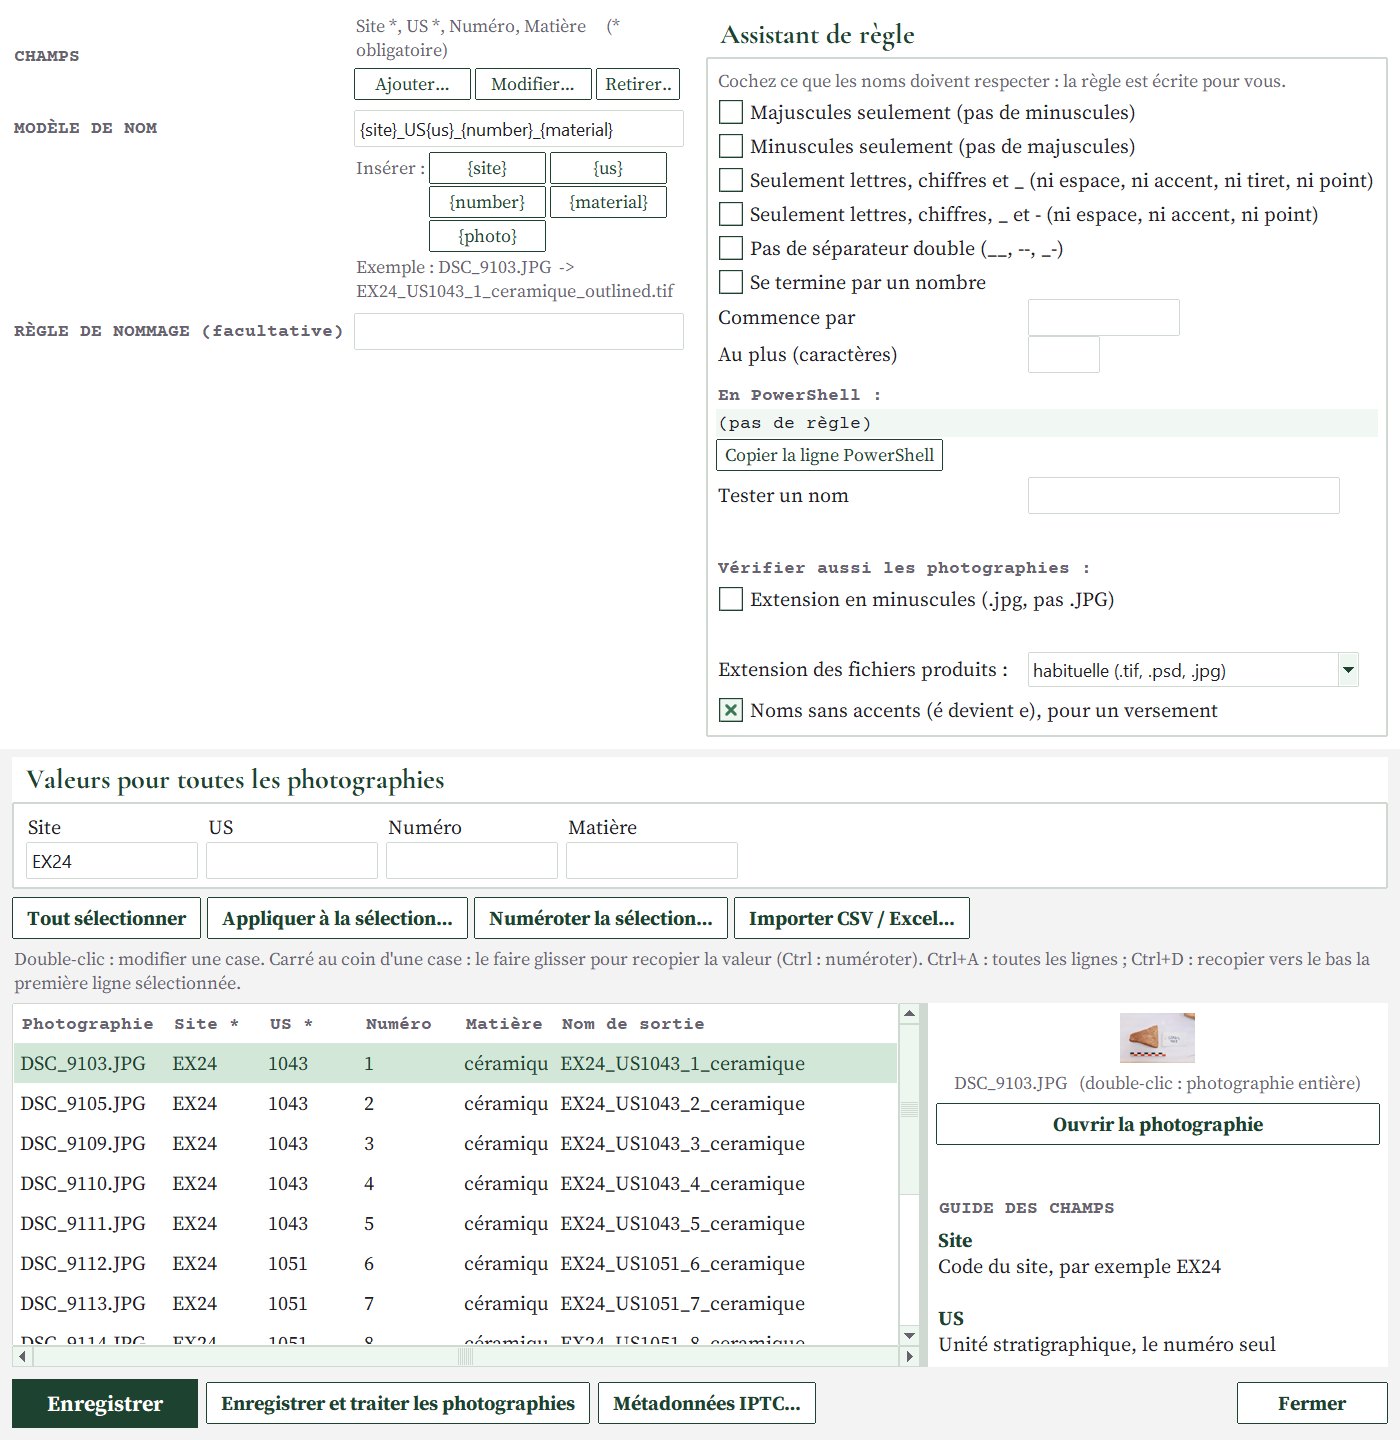 CHAMPS
Site *, US *, Numéro, Matière (*
obligatoire)
Ajouter... Modifier... Retirer..
MODÈLE DE NOM
{site}_US{us}_{number}_{material}
Insérer : {site} {us}
{number} {material}
{photo}
Exemple : DSC_9103.JPG ->
EX24_US1043_1_ceramique_outlined.tif
RÈGLE DE NOMMAGE (facultative)
Assistant de règle
Cochez ce que les noms doivent respecter : la règle est écrite pour vous.
Majuscules seulement (pas de minuscules)
Minuscules seulement (pas de majuscules)
Seulement lettres, chiffres et _ (ni espace, ni accent, ni tiret, ni point)
Seulement lettres, chiffres, _ et - (ni espace, ni accent, ni point)
Pas de séparateur double (__, --, _-)
Se termine par un nombre
Commence par
Au plus (caractères)
En PowerShell :
(pas de règle)
Copier la ligne PowerShell
Tester un nom
Vérifier aussi les photographies :
Extension en minuscules (.jpg, pas .JPG)
Extension des fichiers produits : habituelle (.tif, .psd, .jpg)
Noms sans accents (é devient e), pour un versement
Valeurs pour toutes les photographies
Site US Numéro Matière
EX24
Tout sélectionner Appliquer à la sélection... Numéroter la sélection... Importer CSV / Excel...
Double-clic : modifier une case. Carré au coin d'une case : le faire glisser pour recopier la valeur (Ctrl : numéroter). Ctrl+A : toutes les lignes ; Ctrl+D : recopier vers le bas la
première ligne sélectionnée.
Photographie Site * US * Numéro Matière Nom de sortie
DSC_9103.JPG EX24 1043 1 céramiqu EX24_US1043_1_ceramique
DSC_9105.JPG EX24 1043 2 céramiqu EX24_US1043_2_ceramique
DSC_9109.JPG EX24 1043 3 céramiqu EX24_US1043_3_ceramique
DSC_9110.JPG EX24 1043 4 céramiqu EX24_US1043_4_ceramique
DSC_9111.JPG EX24 1043 5 céramiqu EX24_US1043_5_ceramique
DSC_9112.JPG EX24 1051 6 céramiqu EX24_US1051_6_ceramique
DSC_9113.JPG EX24 1051 7 céramiqu EX24_US1051_7_ceramique
DSC_9114.JPG EX24 1051 8 céramiqu EX24_US1051_8_ceramique
DSC_9103.JPG (double-clic : photographie entière)
Ouvrir la photographie
GUIDE DES CHAMPS
Site
Code du site, par exemple EX24
US
Unité stratigraphique, le numéro seul
Enregistrer Enregistrer et traiter les photographies Métadonnées IPTC... Fermer